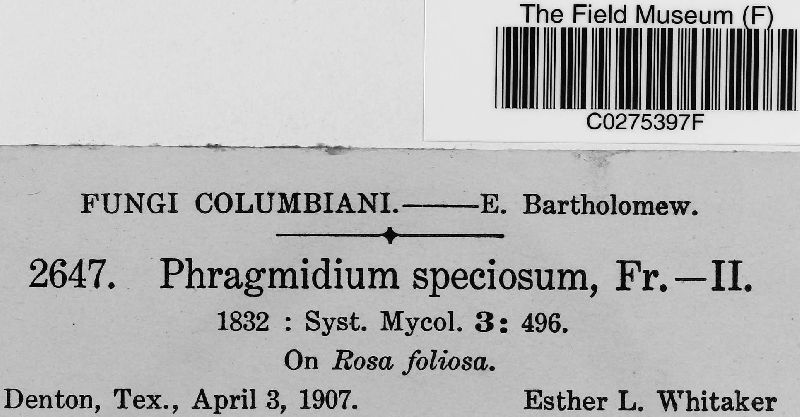 The Field Museum (F)
C0275397F
FUNGI COLUMBIANI.——E. Bartholomew.
2647. Phragmidium speciosum, Fr.—II.
1832 : Syst. Mycol. 3: 496.
On Rosa foliosa.
Denton, Tex., April 3, 1907. Esther L. Whitaker